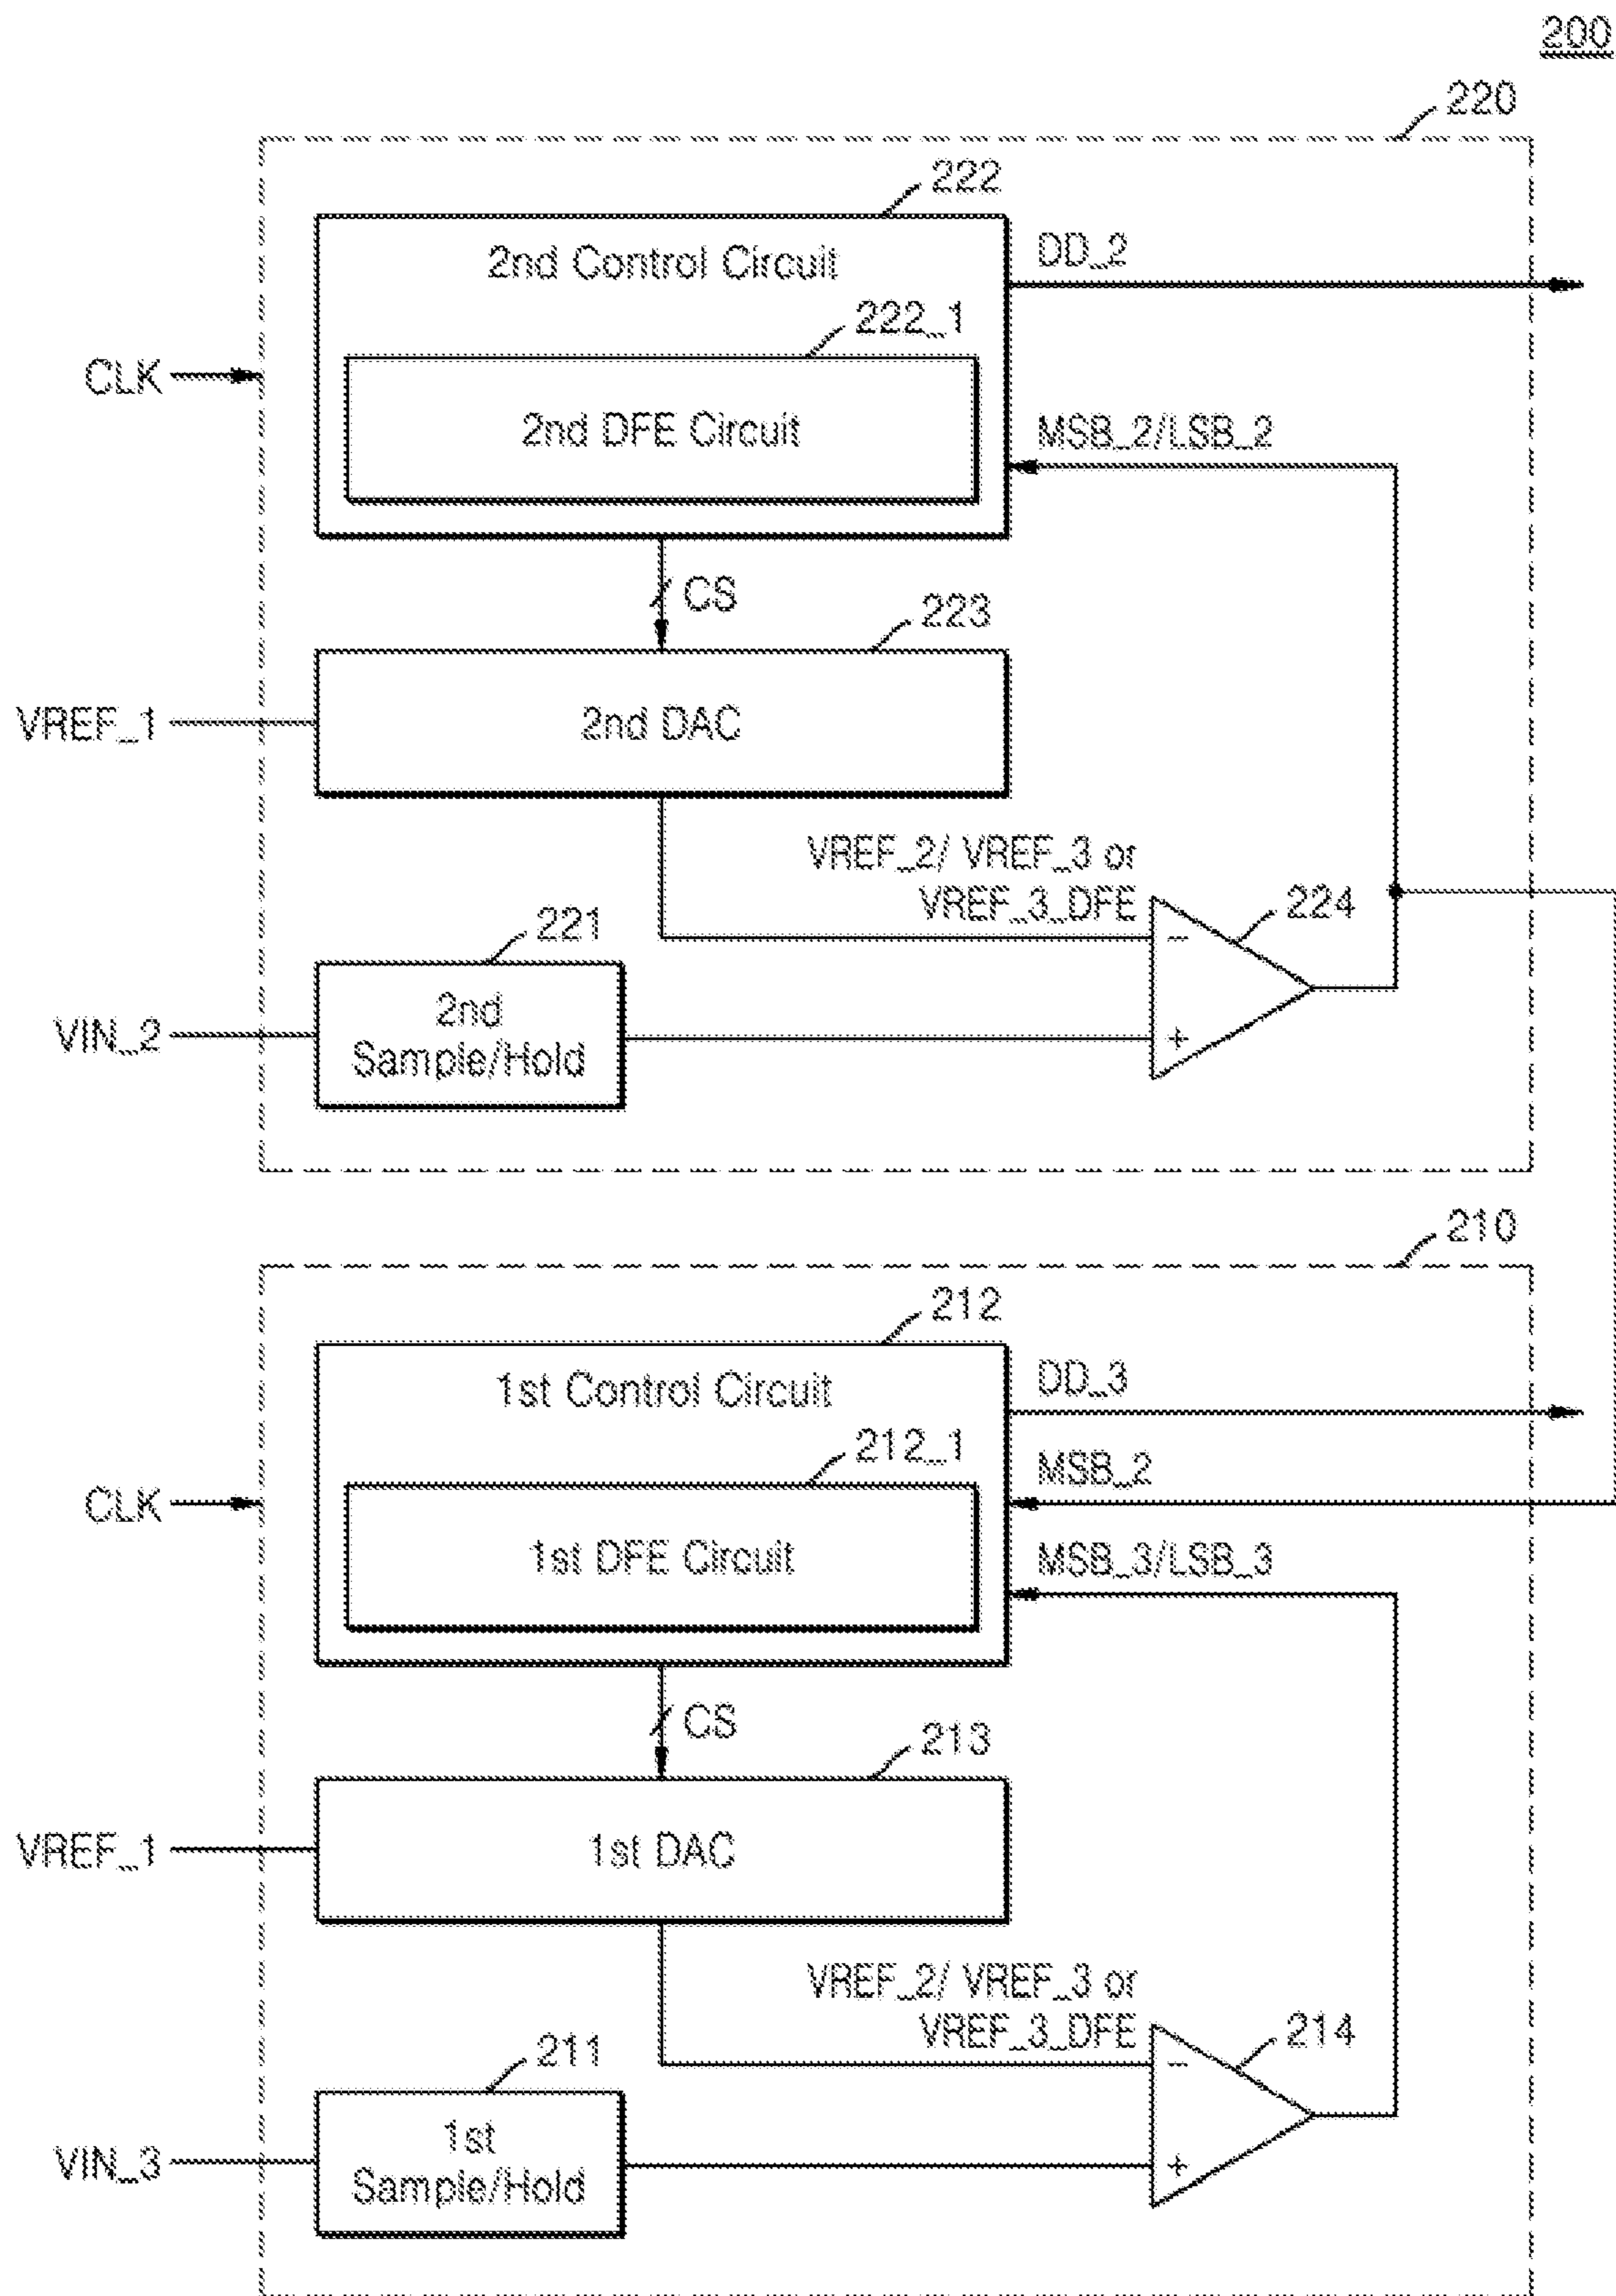 200
220
222
2nd Control Circuit
DD_2
222_1
CLK
2nd DFE Circuit
MSB_2/LSB_2
CS
223
VREF_1
2nd DAC
VREF_2/ VREF_3 or
VREF_3_DFE
224
-
221
2nd
Sample/Hold
VIN_2
+
210
212
1st Control Circuit
DD_3
212_1
MSB_2
CLK
1st DFE Circuit
MSB_3/LSB_3
CS
213
VREF_1
1st DAC
VREF_2/ VREF_3 or
VREF_3_DFE
214
-
211
1st
Sample/Hold
VIN_3
+